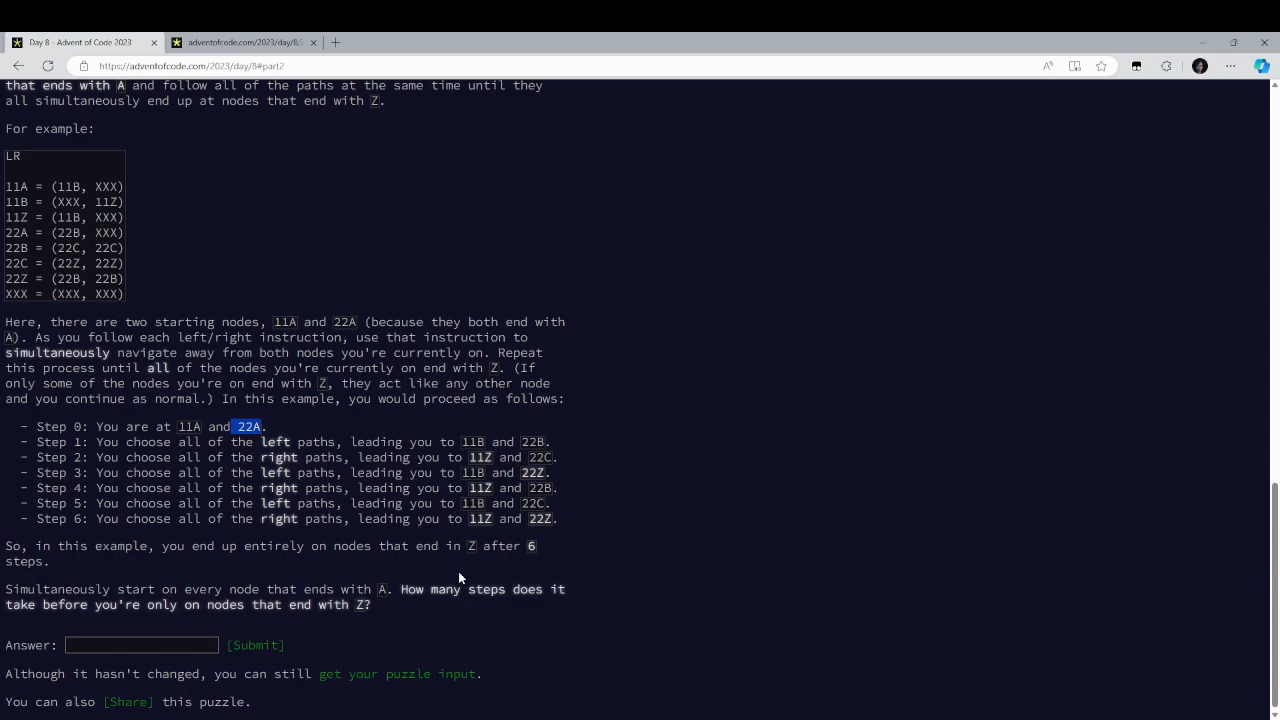 Day 8 - Advent of Code 2023
adventofcode.com/2023/day/8/i
https://adventofcode.com/2023/day/8#part2
that ends with A and follow all of the paths at the same time until they
all simultaneously end up at nodes that end with Z.
For example:
LR
11A = (11B, XXX)
11B = (XXX, 11Z)
11Z = (11B, XXX)
22A = (22B, XXX)
22B = (22C, 22C)
22C = (22Z, 22Z)
22Z = (22B, 22B)
XXX = (XXX, XXX)
Here, there are two starting nodes, 11A and 22A (because they both end with
A). As you follow each left/right instruction, use that instruction to
simultaneously navigate away from both nodes you're currently on. Repeat
this process until all of the nodes you're currently on end with Z. (If
only some of the nodes you're on end with Z, they act like any other node
and you continue as normal.) In this example, you would proceed as follows:
- Step 0: You are at 11A and 22A.
- Step 1: You choose all of the left paths, leading you to 11B and 22B.
- Step 2: You choose all of the right paths, leading you to 11Z and 22C.
- Step 3: You choose all of the left paths, leading you to 11B and 22Z.
- Step 4: You choose all of the right paths, leading you to 11Z and 22B.
- Step 5: You choose all of the left paths, leading you to 11B and 22C.
- Step 6: You choose all of the right paths, leading you to 11Z and 22Z.
So, in this example, you end up entirely on nodes that end in Z after 6
steps.
Simultaneously start on every node that ends with A. How many steps does it
take before you're only on nodes that end with Z?
Answer: [Submit]
Although it hasn't changed, you can still get your puzzle input.
You can also [Share] this puzzle.